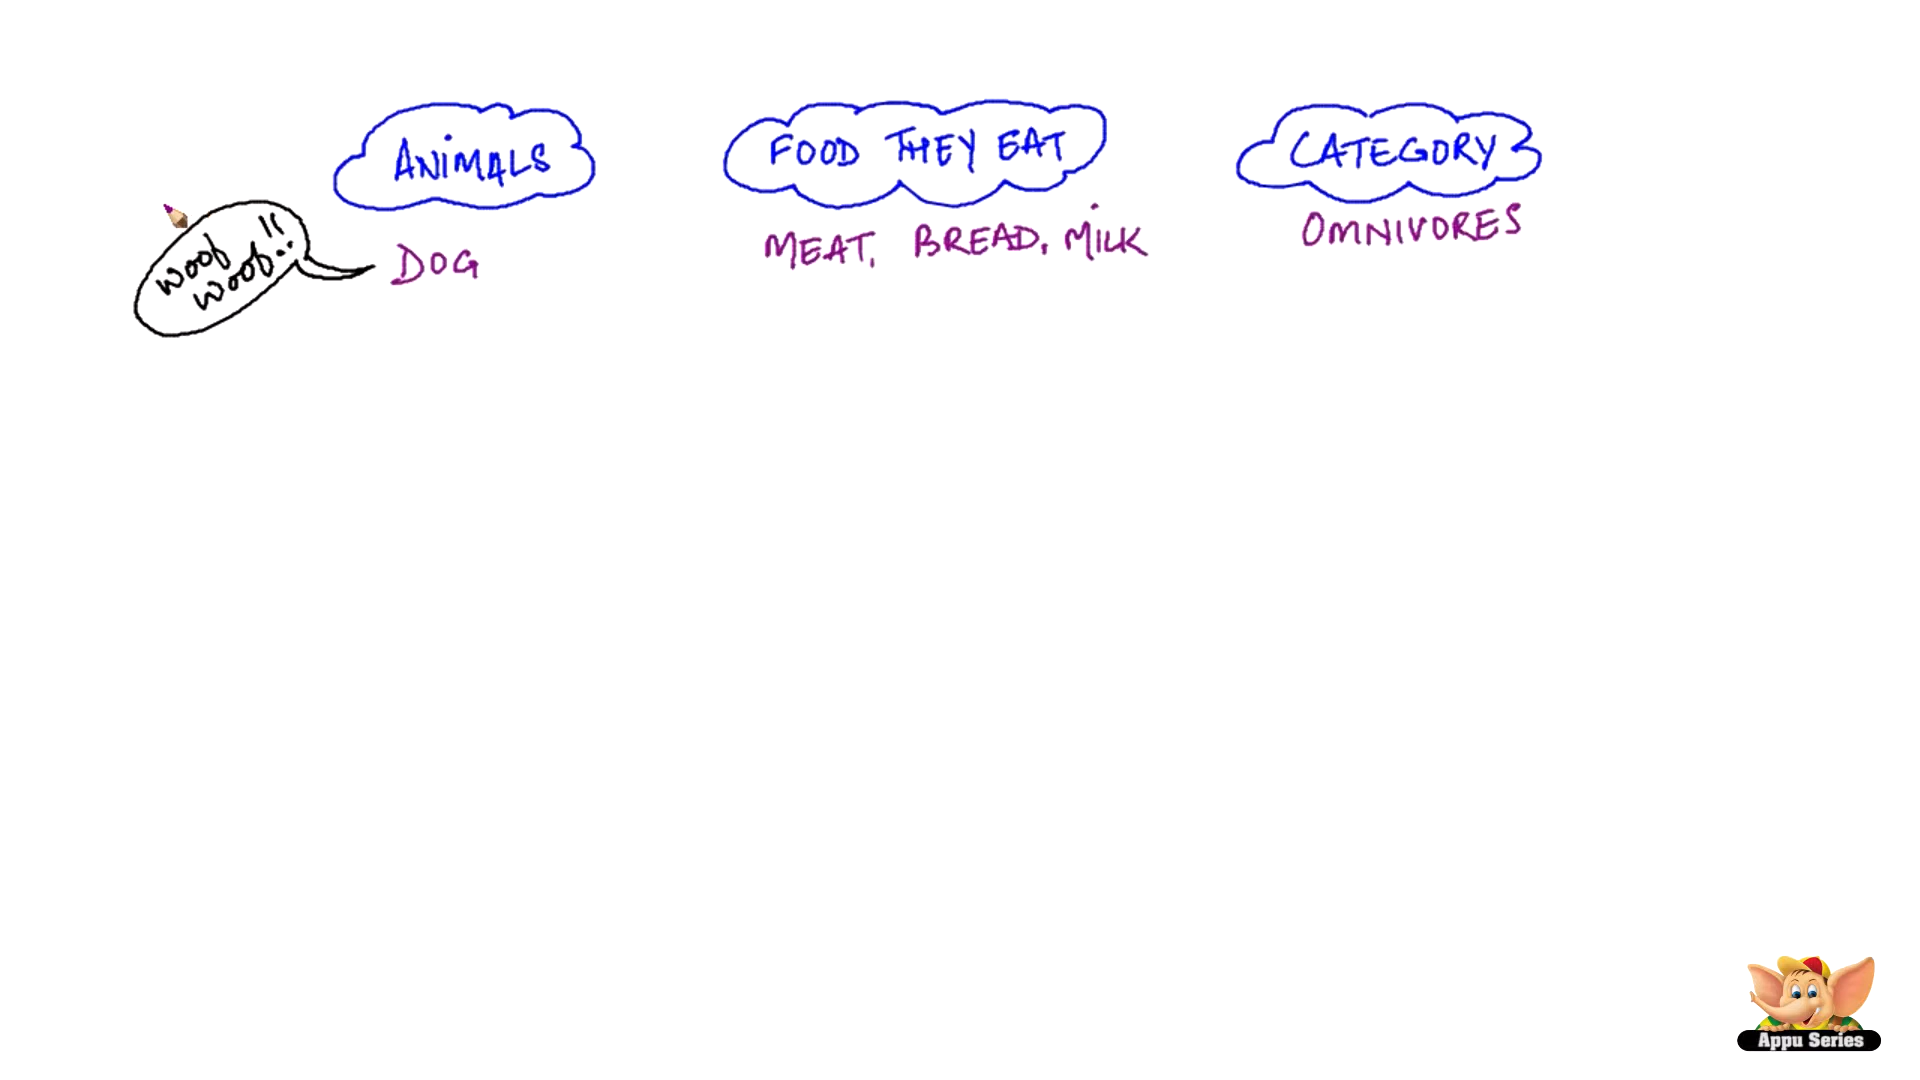 ANIMALS FOOD THEY EAT CATEGORY
DOG MEAT, BREAD, MILK OMNIVORES
woof
woof!!
Appu Series